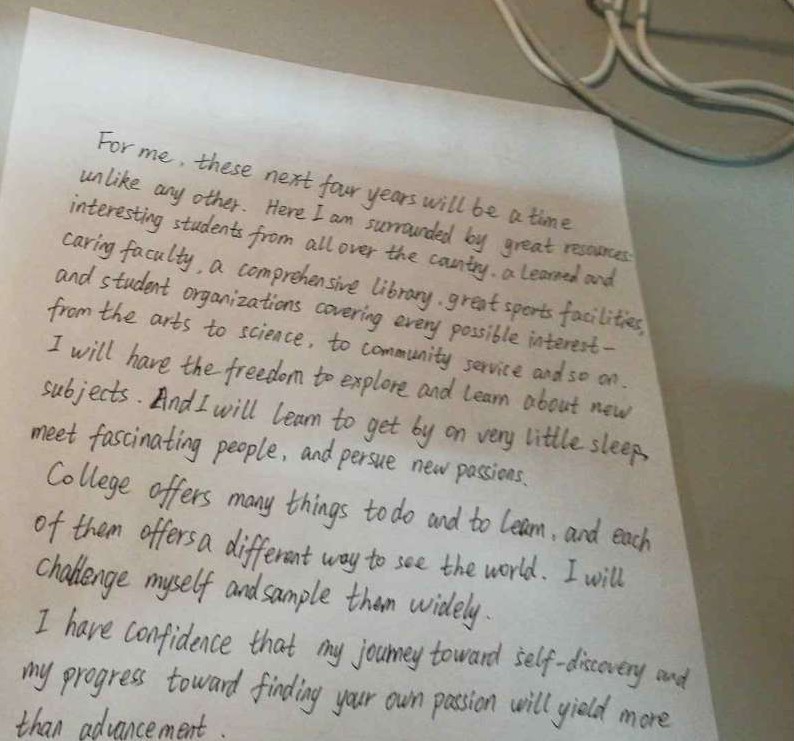 For me, these next four years will be a time
unlike any other. Here I am surrounded by great resources:
interesting students from all over the country, a learned and
caring faculty, a comprehensive library, great sports facilities,
and student organizations covering every possible interest-
from the arts to science, to community service and so on.
I will have the freedom to explore and learn about new
subjects. And I will learn to get by on very little sleep,
meet fascinating people, and persue new passions.
College offers many things to do and to learn, and each
of them offers a different way to see the world. I will
challenge myself and sample them widely.
I have confidence that my journey toward self-discovery and
my progress toward finding your own passion will yield more
than advancement.